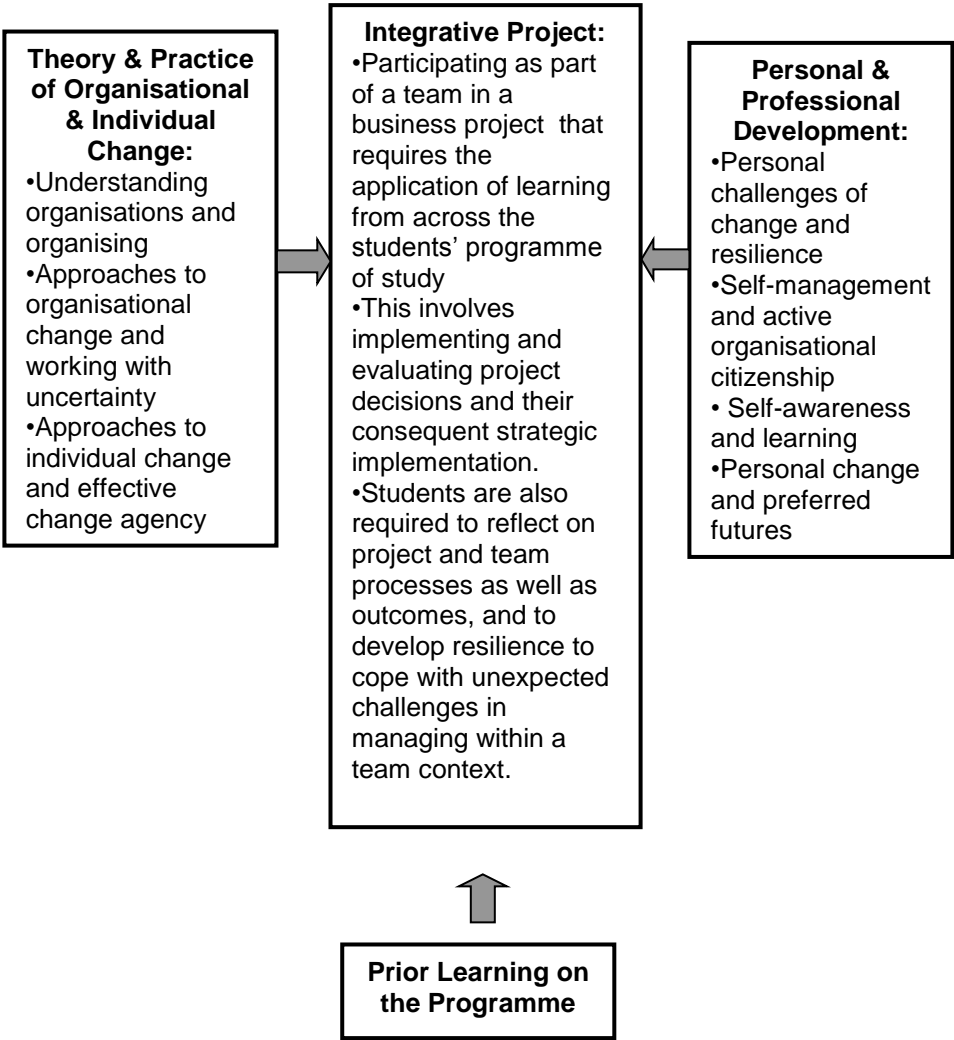 Theory & Practice
of Organisational
& Individual
Change:
•Understanding
organisations and
organising
•Approaches to
organisational
change and
working with
uncertainty
•Approaches to
individual change
and effective
change agency
Integrative Project:
•Participating as part
of a team in a
business project  that
requires the
application of learning
from across the
students’ programme
of study
•This involves
implementing and
evaluating project
decisions and their
consequent strategic
implementation.
•Students are also
required to reflect on
project and team
processes as well as
outcomes, and to
develop resilience to
cope with unexpected
challenges in
managing within a
team context.
Personal &
Professional
Development:
•Personal
challenges of
change and
resilience
•Self-management
and active
organisational
citizenship
• Self-awareness
and learning
•Personal change
and preferred
futures
Prior Learning on
the Programme